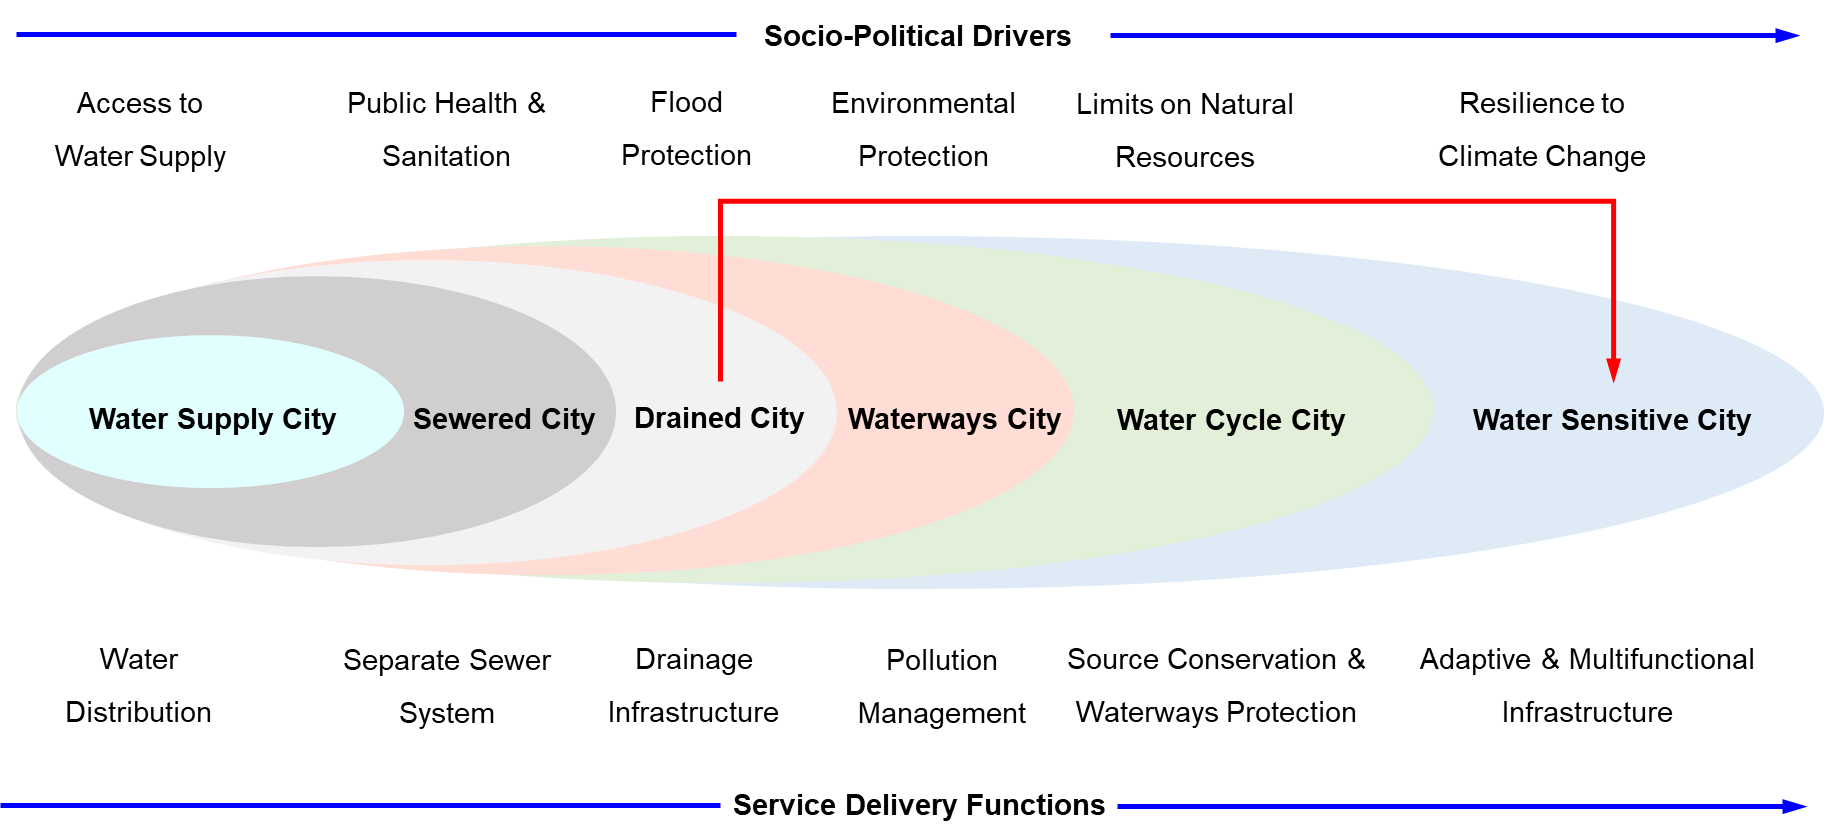 Socio-Political Drivers
Access to
Water Supply
Public Health &
Sanitation
Flood
Protection
Environmental
Protection
Limits on Natural
Resources
Resilience to
Climate Change
Water Supply City
Sewered City
Drained City
Waterways City
Water Cycle City
Water Sensitive City
Water
Distribution
Separate Sewer
System
Drainage
Infrastructure
Pollution
Management
Source Conservation &
Waterways Protection
Adaptive & Multifunctional
Infrastructure
Service Delivery Functions